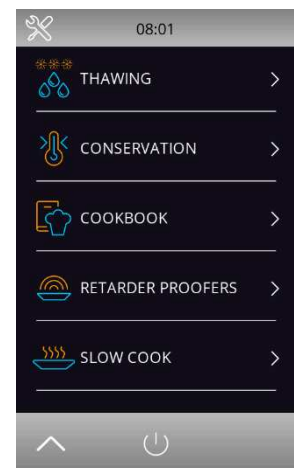 08:01
THAWING
CONSERVATION
COOKBOOK
RETARDER PROOFERS
SLOW COOK